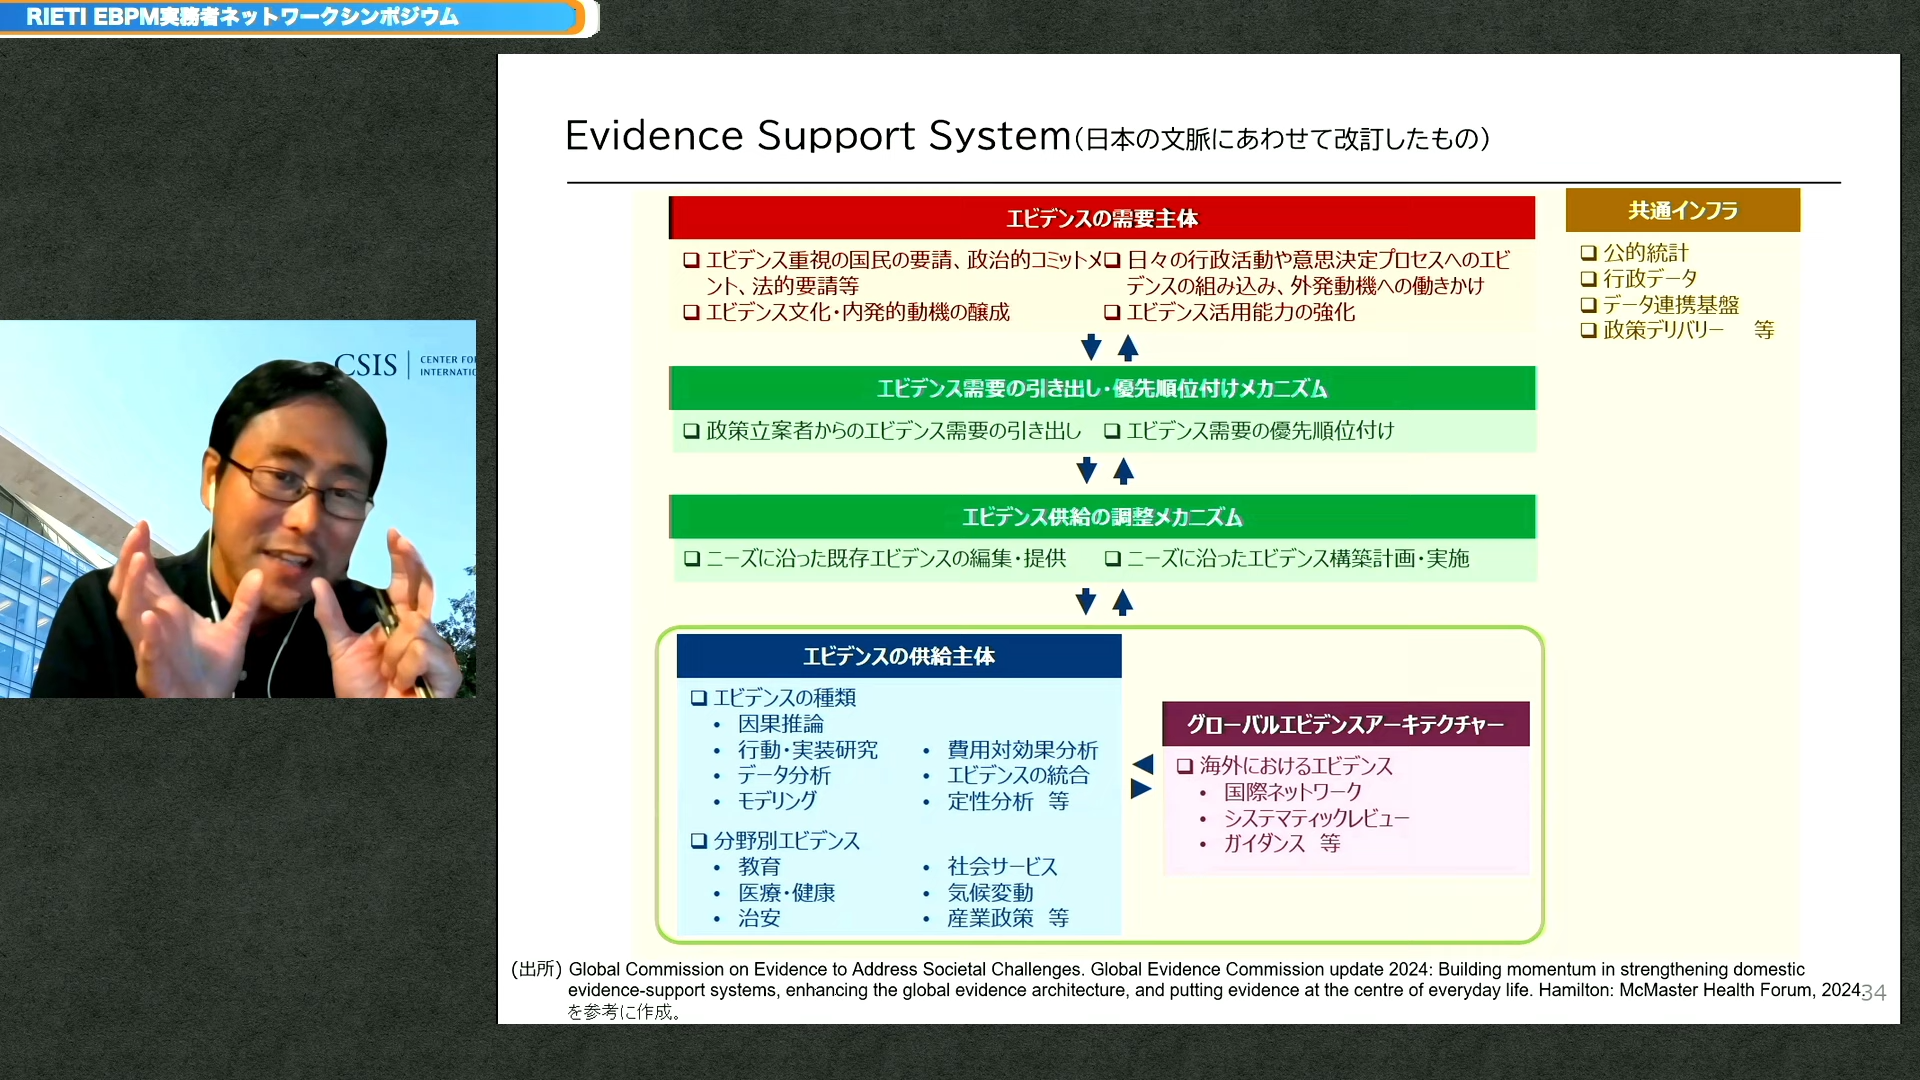 RIETI EBPM実務者ネットワークシンポジウム
CSIS
CENTER FO
INTERNATIO
Evidence Support System(日本の文脈にあわせて改訂したもの)
エビデンスの需要主体
❑ エビデンス重視の国民の要請、政治的コミットメ
ント、法的要請等
❑ エビデンス文化・内発的動機の醸成
❑ 日々の行政活動や意思決定プロセスへのエビ
デンスの組み込み、外発動機への働きかけ
❑ エビデンス活用能力の強化
エビデンス需要の引き出し・優先順位付けメカニズム
❑ 政策立案者からのエビデンス需要の引き出し
❑ エビデンス需要の優先順位付け
エビデンス供給の調整メカニズム
❑ ニーズに沿った既存エビデンスの編集・提供
❑ ニーズに沿ったエビデンス構築計画・実施
エビデンスの供給主体
❑ エビデンスの種類
• 因果推論
• 行動・実装研究
• データ分析
• モデリング
• 費用対効果分析
• エビデンスの統合
• 定性分析 等
❑ 分野別エビデンス
• 教育
• 医療・健康
• 治安
• 社会サービス
• 気候変動
• 産業政策 等
グローバルエビデンスアーキテクチャー
❑ 海外におけるエビデンス
• 国際ネットワーク
• システマティックレビュー
• ガイダンス 等
共通インフラ
❑ 公的統計
❑ 行政データ
❑ データ連携基盤
❑ 政策デリバリー 等
(出所) Global Commission on Evidence to Address Societal Challenges. Global Evidence Commission update 2024: Building momentum in strengthening domestic
evidence-support systems, enhancing the global evidence architecture, and putting evidence at the centre of everyday life. Hamilton: McMaster Health Forum, 2024.
を参考に作成。
34